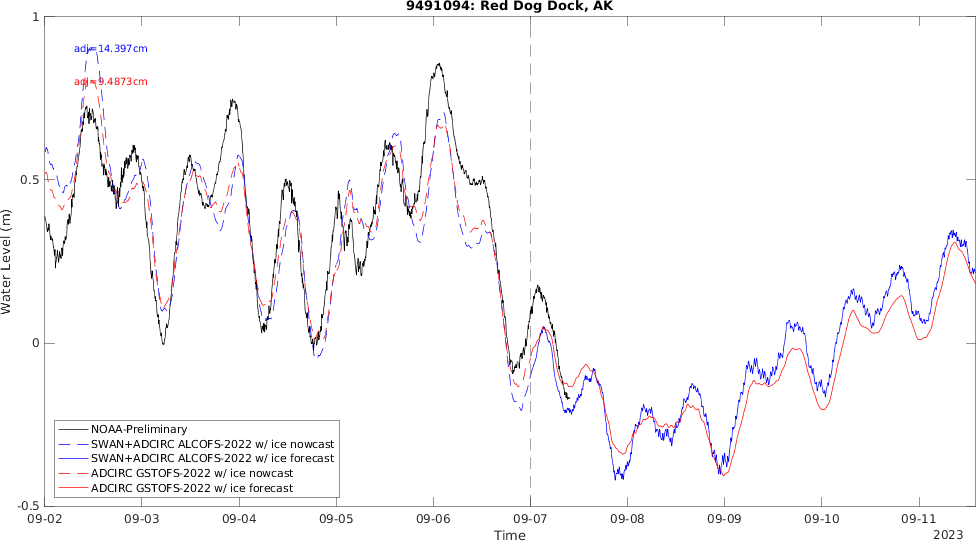 9491094: Red Dog Dock, AK
1
adj=14.397cm
adj=9.4873cm
0.5
Water Level (m)
0
NOAA-Preliminary
SWAN+ADCIRC ALCOFS-2022 w/ ice nowcast
SWAN+ADCIRC ALCOFS-2022 w/ ice forecast
ADCIRC GSTOFS-2022 w/ ice nowcast
ADCIRC GSTOFS-2022 w/ ice forecast
-0.5
09-02 09-03 09-04 09-05 09-06 09-07 09-08 09-09 09-10 09-11
Time
2023